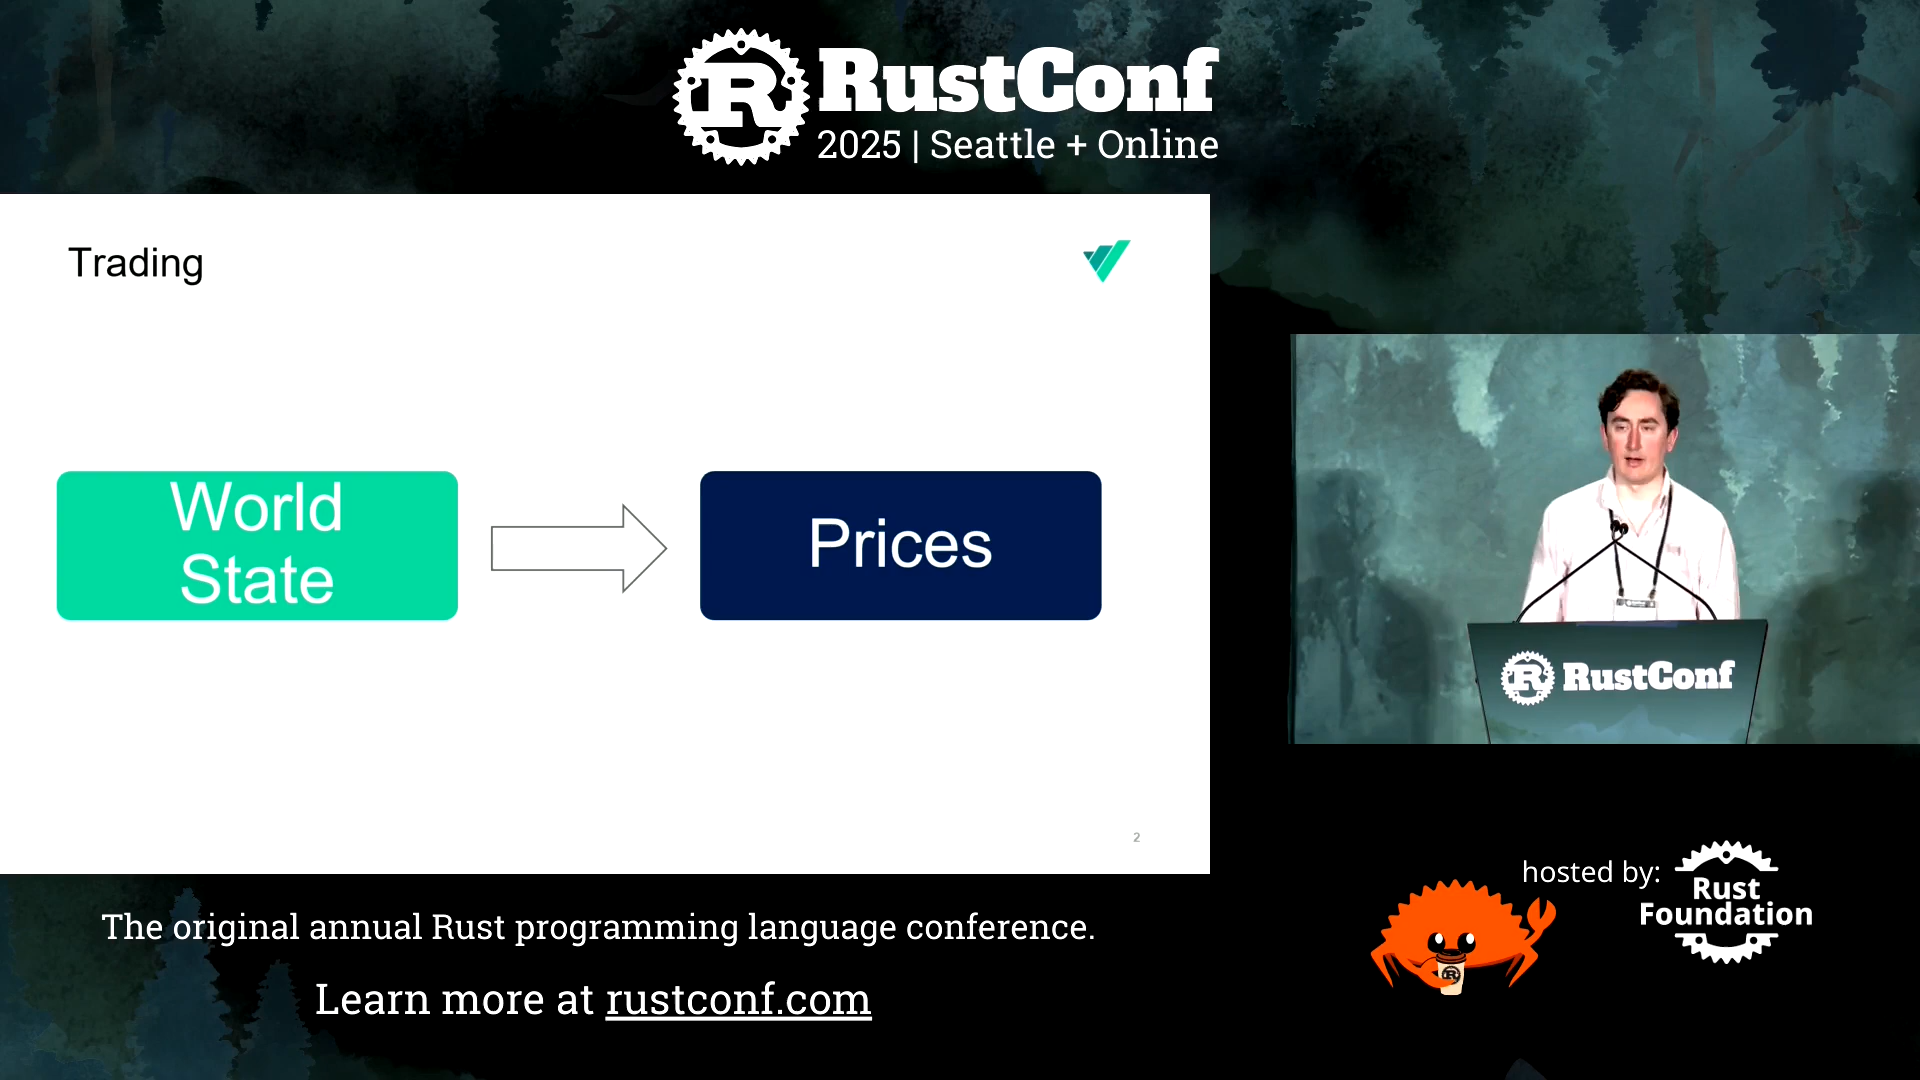 RustConf
2025 | Seattle + Online
Trading
World
State
Prices
2
RustConf
hosted by:
Rust
Foundation
The original annual Rust programming language conference.
Learn more at rustconf.com